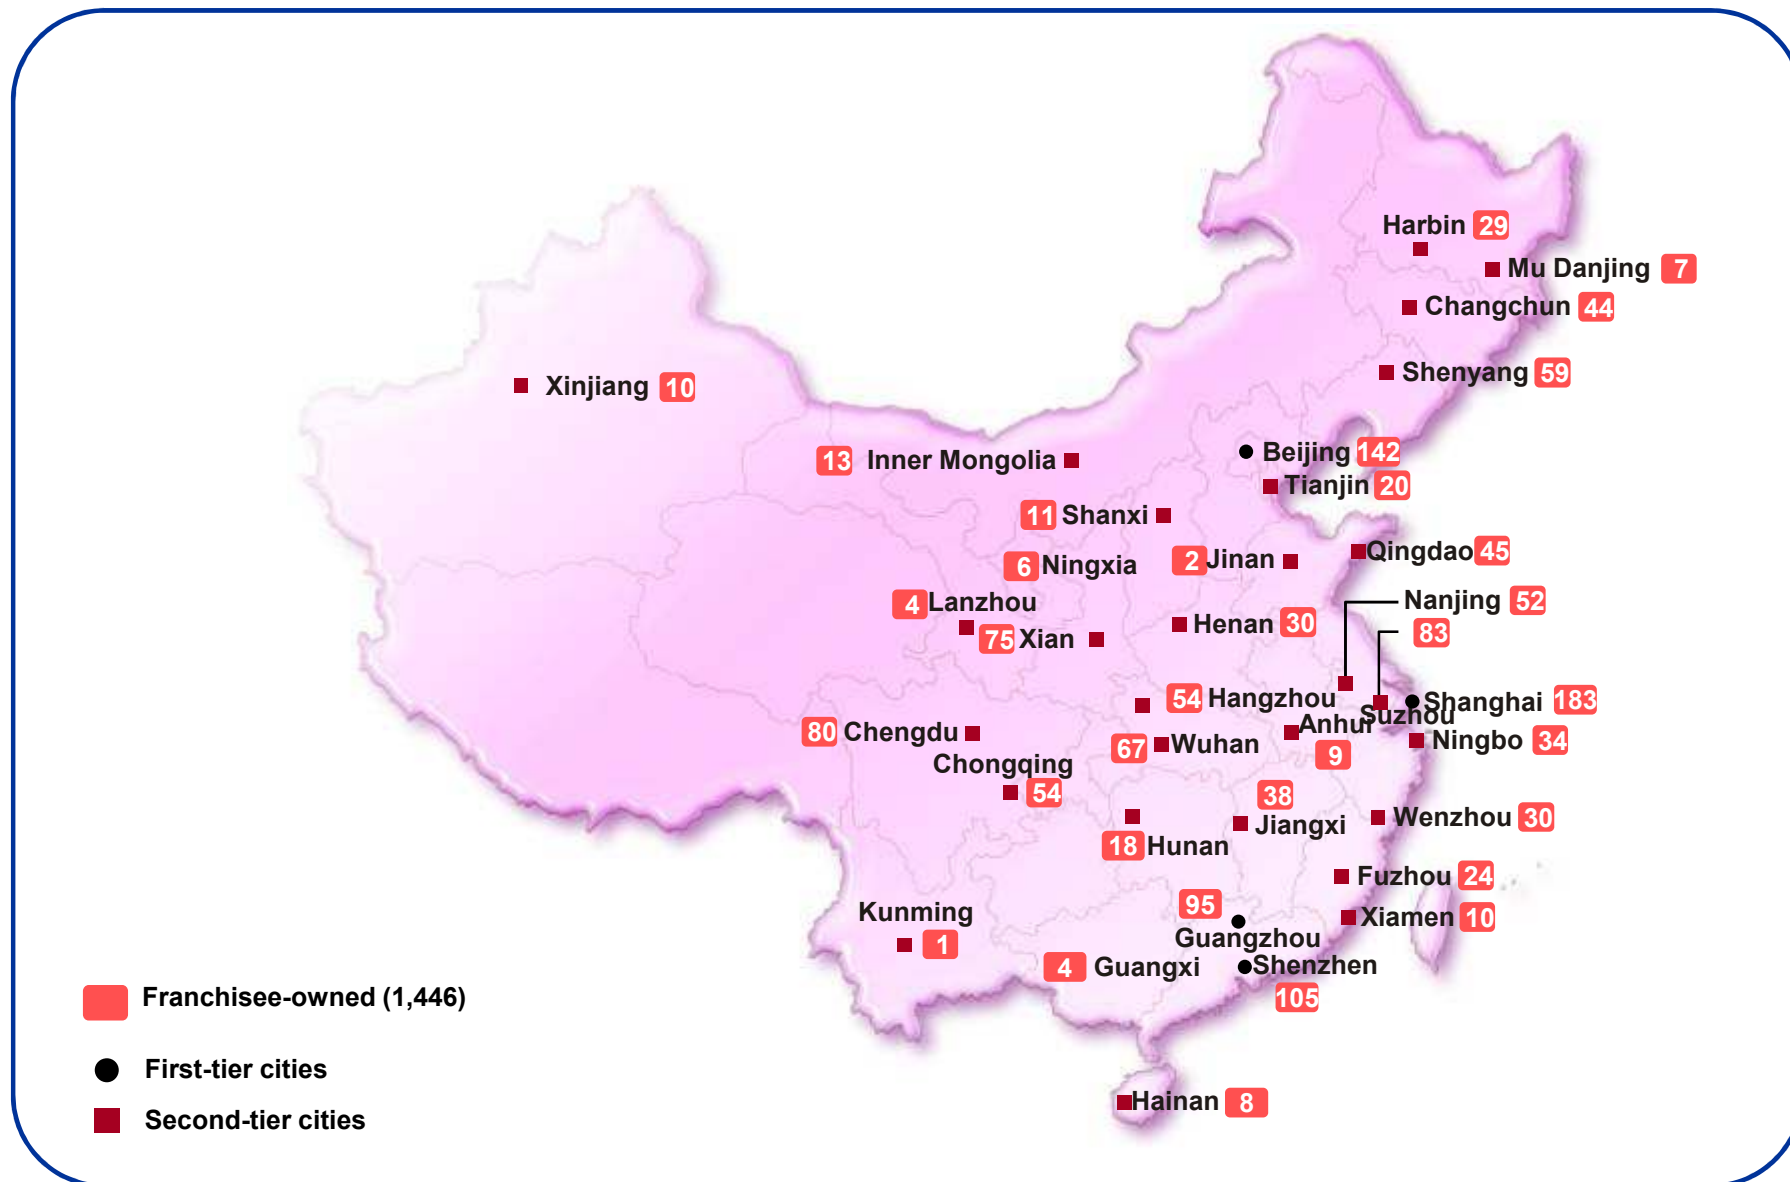 Harbin 29
Mu Danjing 7
Changchun 44
Shenyang 59
Xinjiang 10
Beijing 142
13 Inner Mongolia
Tianjin 20
11 Shanxi
Qingdao 45
2 Jinan
6 Ningxia
Nanjing 52
4 Lanzhou
Henan 30
83
75 Xian
54 Hangzhou
Shanghai 183
Suzhou
Anhui
9
80 Chengdu
67 Wuhan
Ningbo 34
Chongqing
54
38
Jiangxi
Wenzhou 30
18 Hunan
Fuzhou 24
95
Guangzhou
Kunming
1
Xiamen 10
4 Guangxi
Shenzhen
105
Franchisee-owned (1,446)
First-tier cities
Second-tier cities
Hainan 8